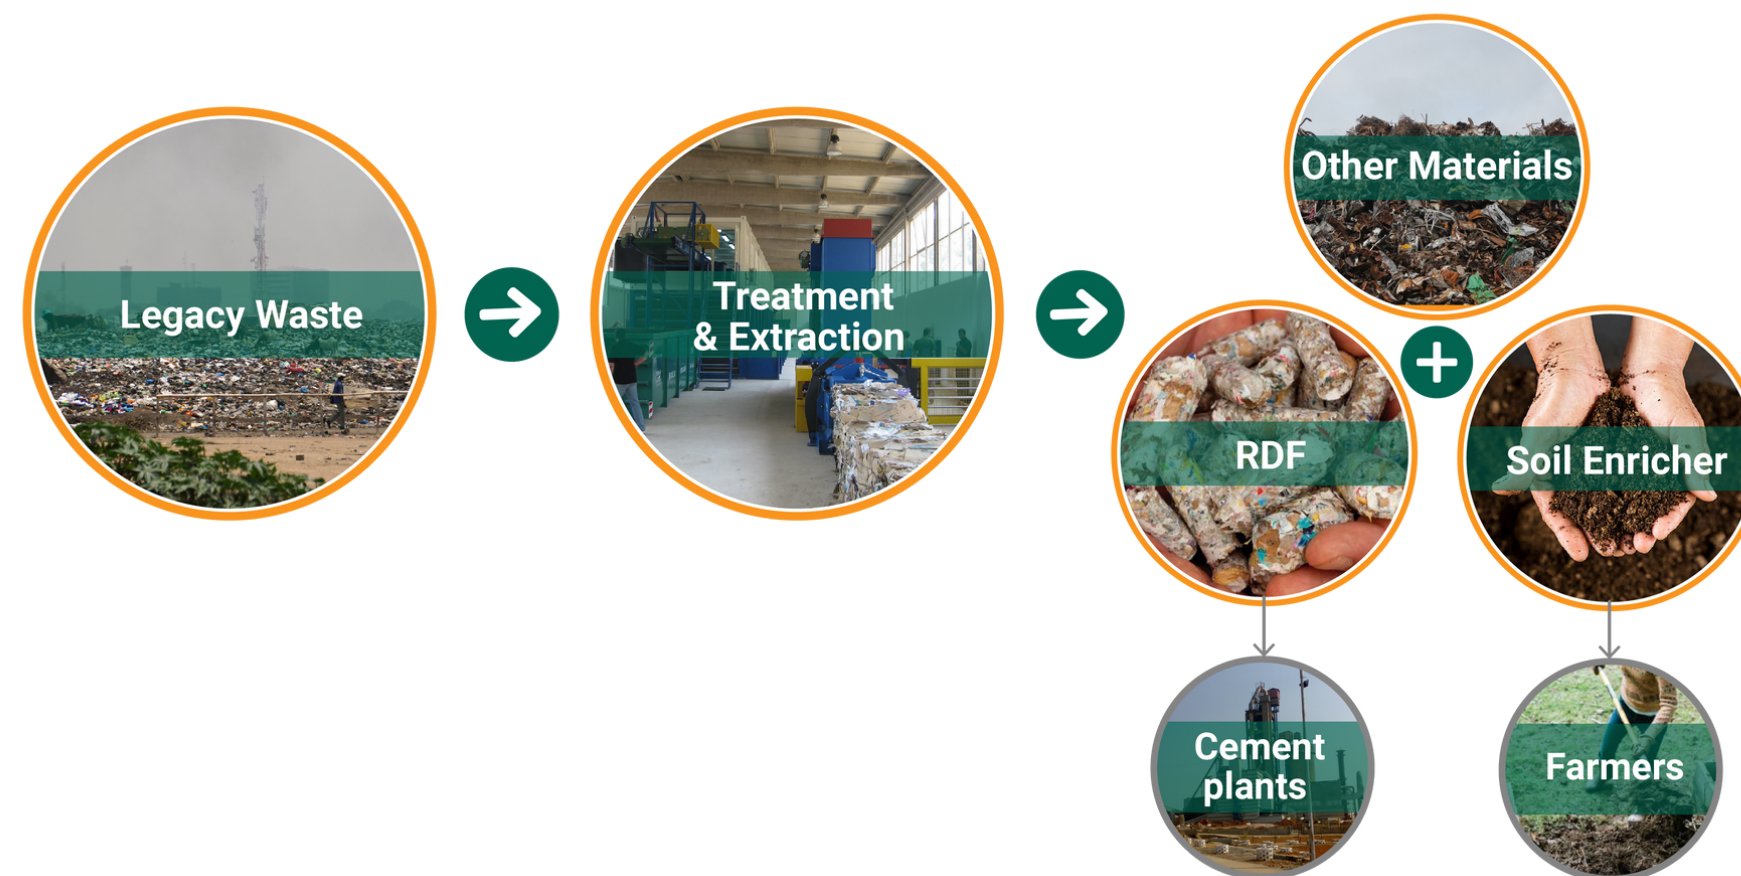 Legacy Waste
Treatment
& Extraction
Other Materials
RDF
Soil Enricher
Cement
plants
Farmers